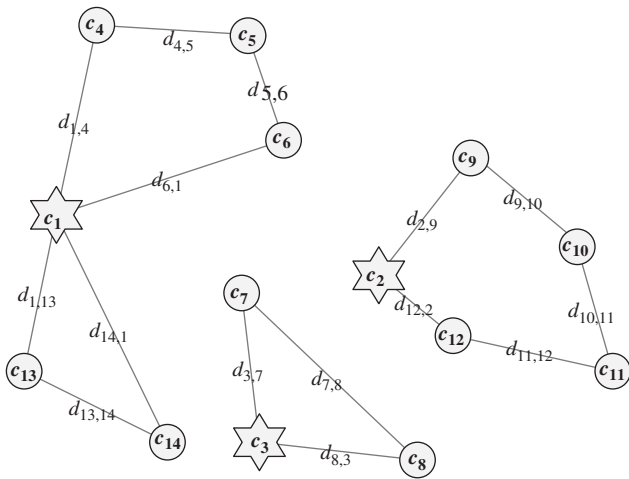 c4
d4,5
c5
d 5,6
d1,4
c6
d6,1
c9
d9,10
c1
d2,9
c10
c2
d12,2
c7
d1,13
d10,11
d14,1
c12
d11,12
c13
d3,7
d7,8
c11
d13,14
c14
c3
d8,3
c8